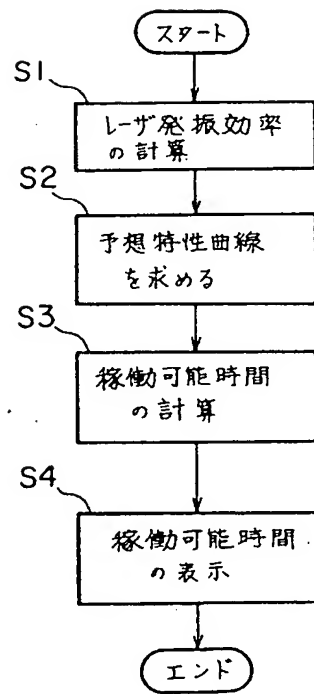 スタート
S1
レーザ発振効率
の計算
S2
予想特性曲線
を求める
S3
稼働可能時間
の計算
S4
稼働可能時間
の表示
エンド